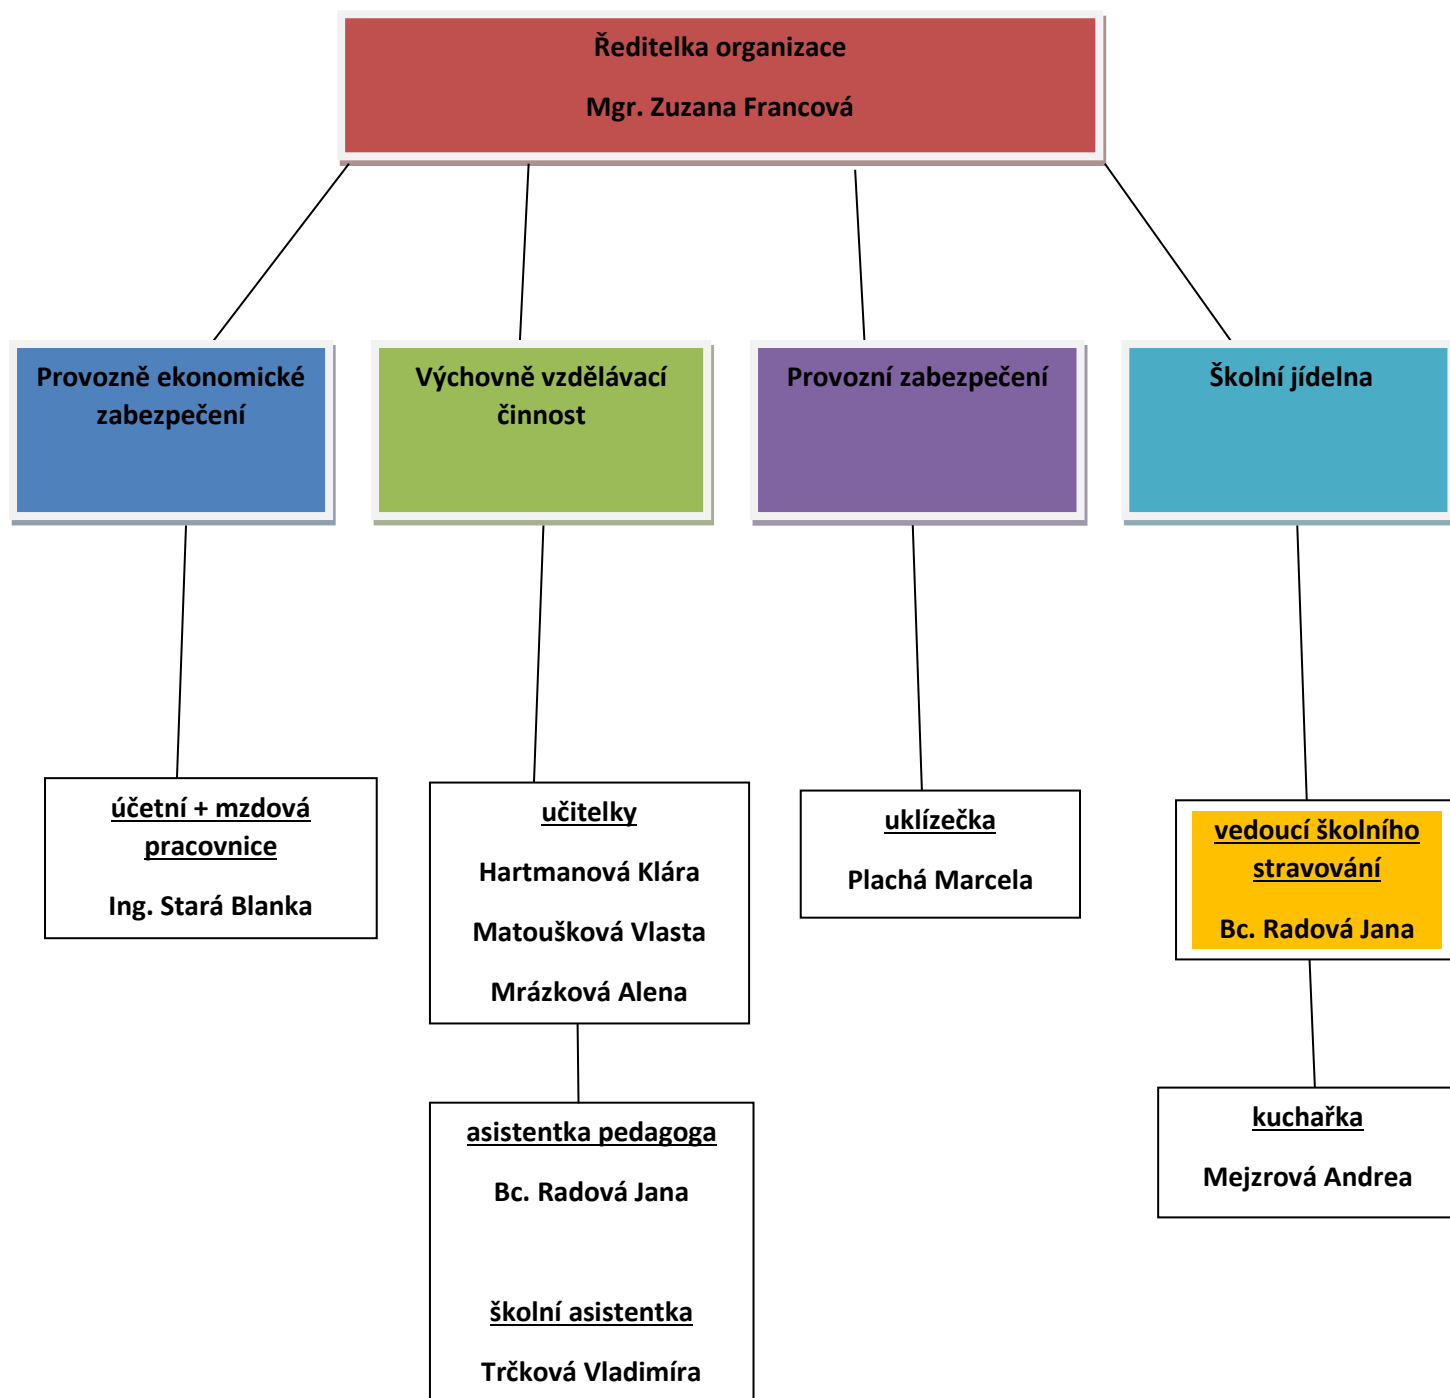 Ředitelka organizace
Mgr. Zuzana Francová
Provozně ekonomické
zabezpečení
Výchovně vzdělávací
činnost
Provozní zabezpečení
Školní jídelna
účetní + mzdová
pracovnice
Ing. Stará Blanka
učitelky
Hartmanová Klára
Matoušková Vlasta
Mrázková Alena
uklízečka
Plachá Marcela
vedoucí školního
stravování
Bc. Radová Jana
asistentka pedagoga
Bc. Radová Jana
školní asistentka
Trčková Vladimíra
kuchařka
Mejzrová Andrea